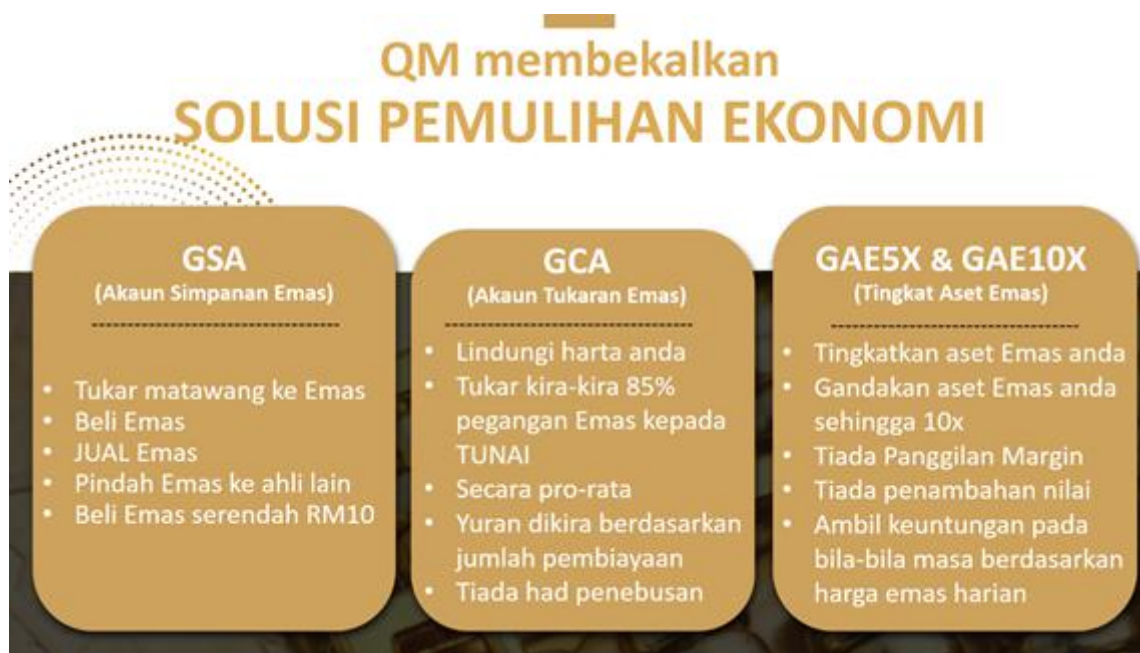 QM membekalkan
SOLUSI PEMULIHAN EKONOMI
GSA
(Akaun Simpanan Emas)
• Tukar matawang ke Emas
• Beli Emas
• JUAL Emas
• Pindah Emas ke ahli lain
• Beli Emas serendah RM10
GCA
(Akaun Tukaran Emas)
• Lindungi harta anda
• Tukar kira-kira 85%
pegangan Emas kepada
TUNAI
• Secara pro-rata
• Yuran dikira berdasarkan
jumlah pembiayaan
• Tiada had penebusan
GAE5X & GAE10X
(Tingkat Aset Emas)
• Tingkatkan aset Emas anda
• Gandakan aset Emas anda
sehingga 10x
• Tiada Panggilan Margin
• Tiada penambahan nilai
• Ambil keuntungan pada
bila-bila masa berdasarkan
harga emas harian